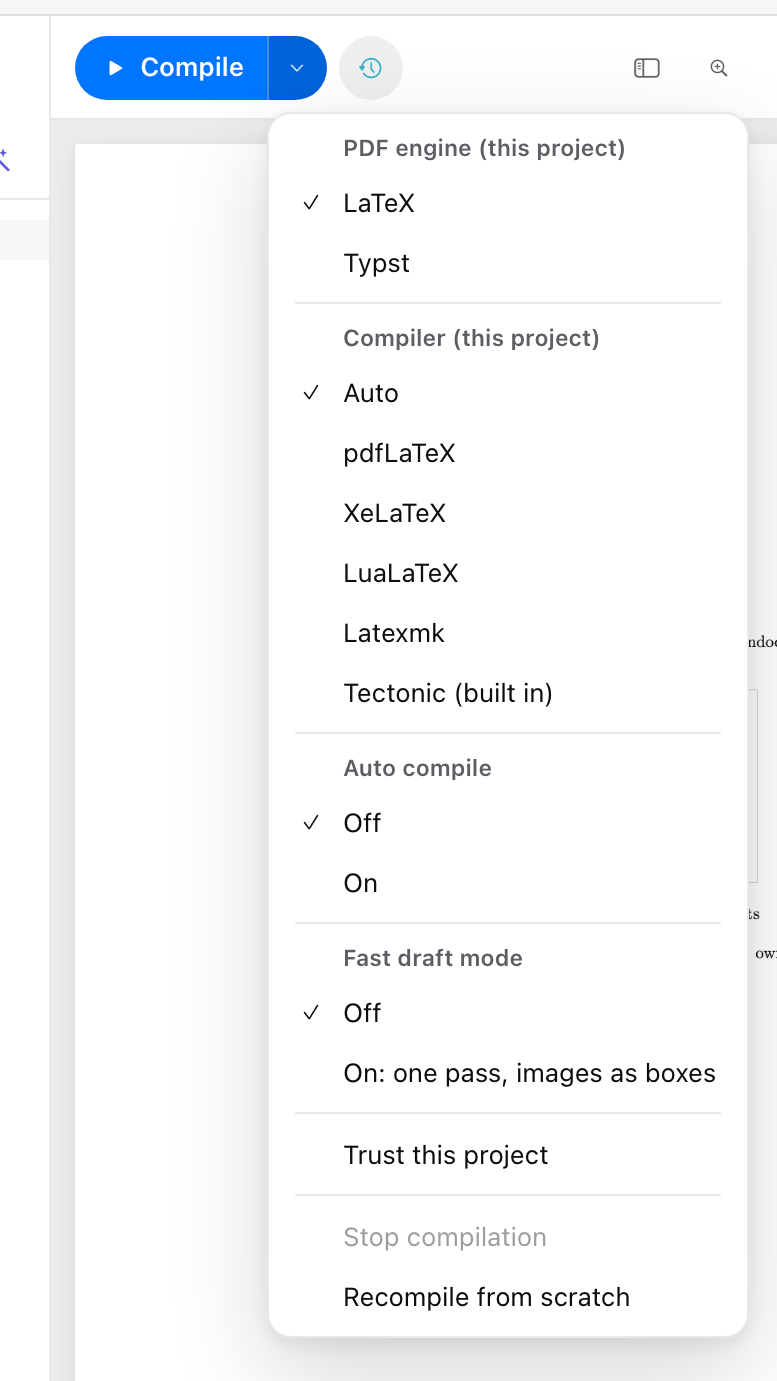 Compile
PDF engine (this project)
LaTeX
Typst
Compiler (this project)
Auto
pdfLaTeX
XeLaTeX
LuaLaTeX
Latexmk
Tectonic (built in)
Auto compile
Off
On
Fast draft mode
Off
On: one pass, images as boxes
Trust this project
Stop compilation
Recompile from scratch